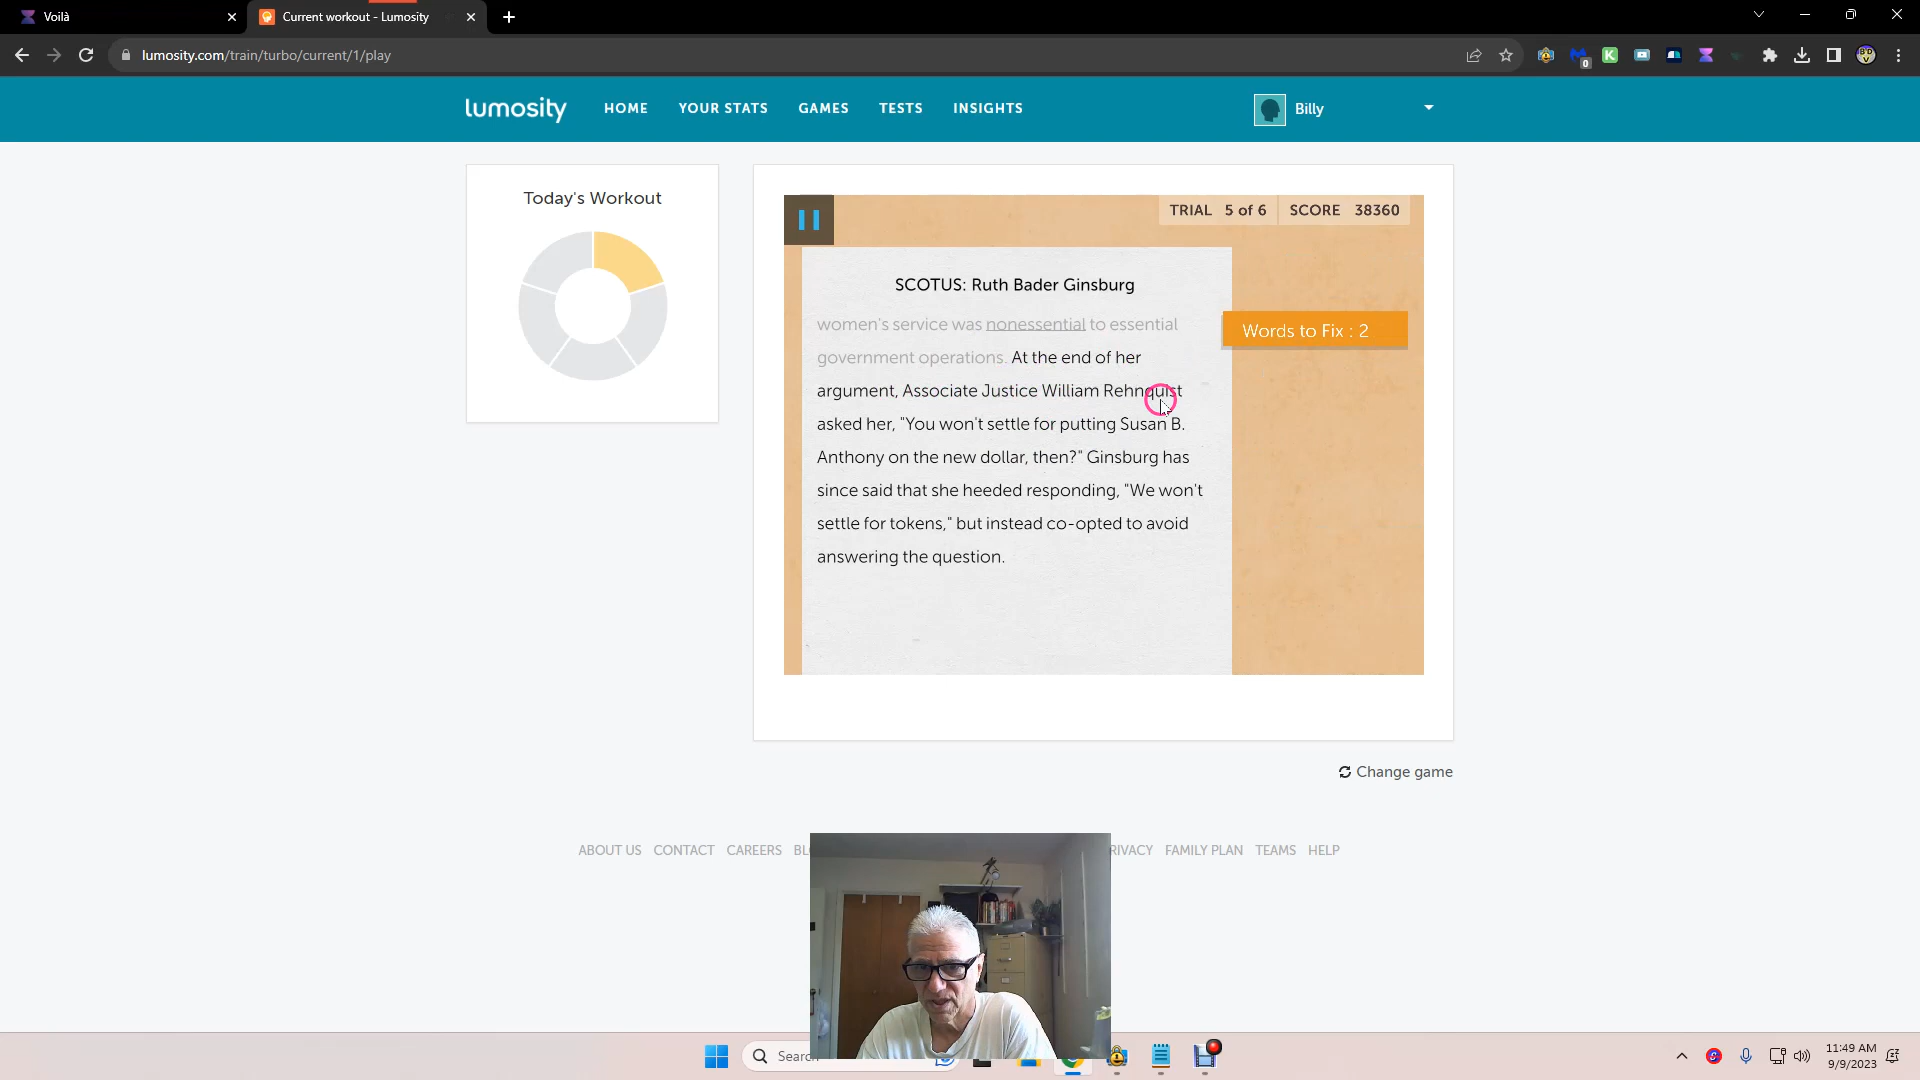 Voilà
Current workout - Lumosity
lumosity.com/train/turbo/current/1/play
0
lumosity
HOME
YOUR STATS
GAMES
TESTS
INSIGHTS
Billy
Today's Workout
TRIAL 5 of 6
SCORE 38360
SCOTUS: Ruth Bader Ginsburg
women's service was nonessential to essential
government operations. At the end of her
argument, Associate Justice William Rehnquist
asked her, "You won't settle for putting Susan B.
Anthony on the new dollar, then?" Ginsburg has
since said that she heeded responding, "We won't
settle for tokens," but instead co-opted to avoid
answering the question.
Words to Fix : 2
Change game
ABOUT US CONTACT CAREERS
FAMILY PLAN TEAMS HELP
11:49 AM
9/9/2023